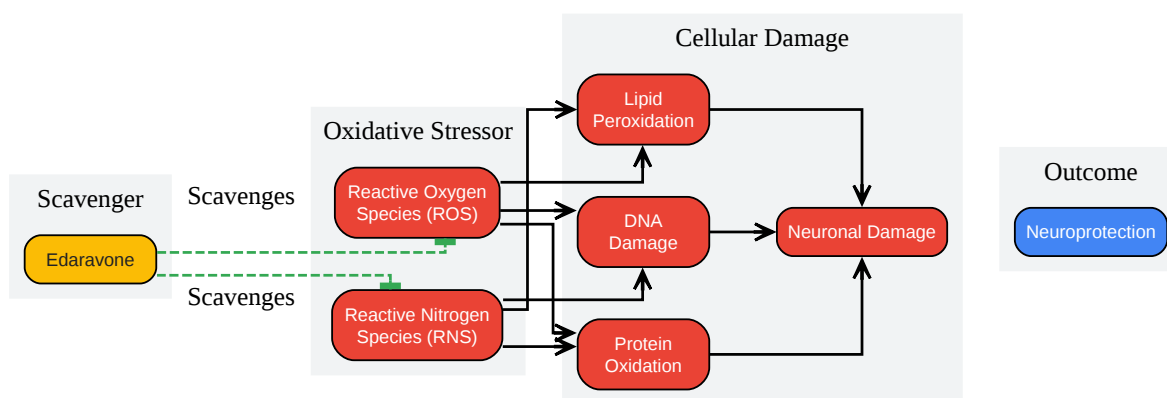 Cellular Damage
Lipid
Peroxidation
Oxidative Stressor
Scavenger
Scavenges
Reactive Oxygen
Species (ROS)
DNA
Damage
Neuronal Damage
Outcome
Neuroprotection
Edaravone
Scavenges
Reactive Nitrogen
Species (RNS)
Protein
Oxidation